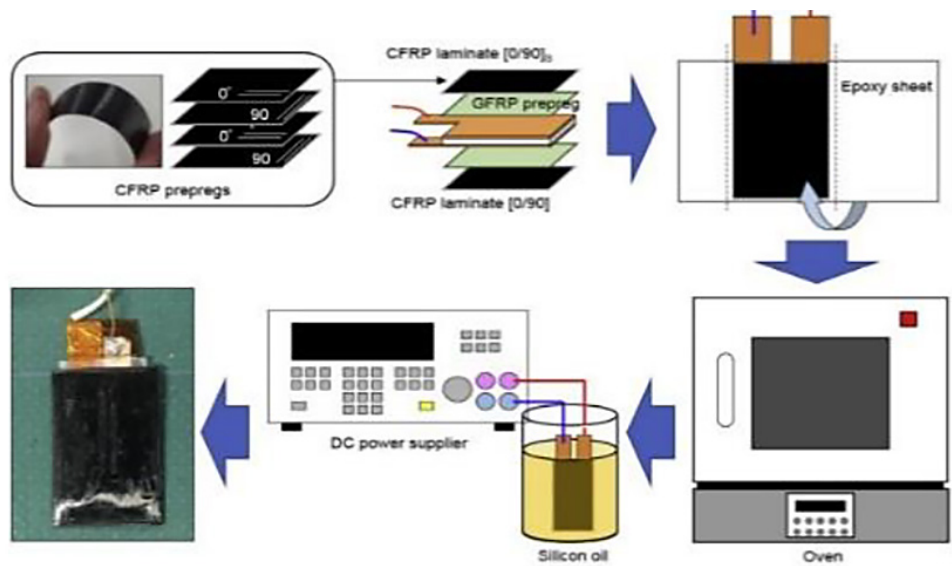 CFRP laminate [0/90]s
0°
90
0°
90
CFRP prepregs
GFRP prepreg
CFRP laminate [0/90]
Epoxy sheet
DC power supplier
Silicon oil
Oven